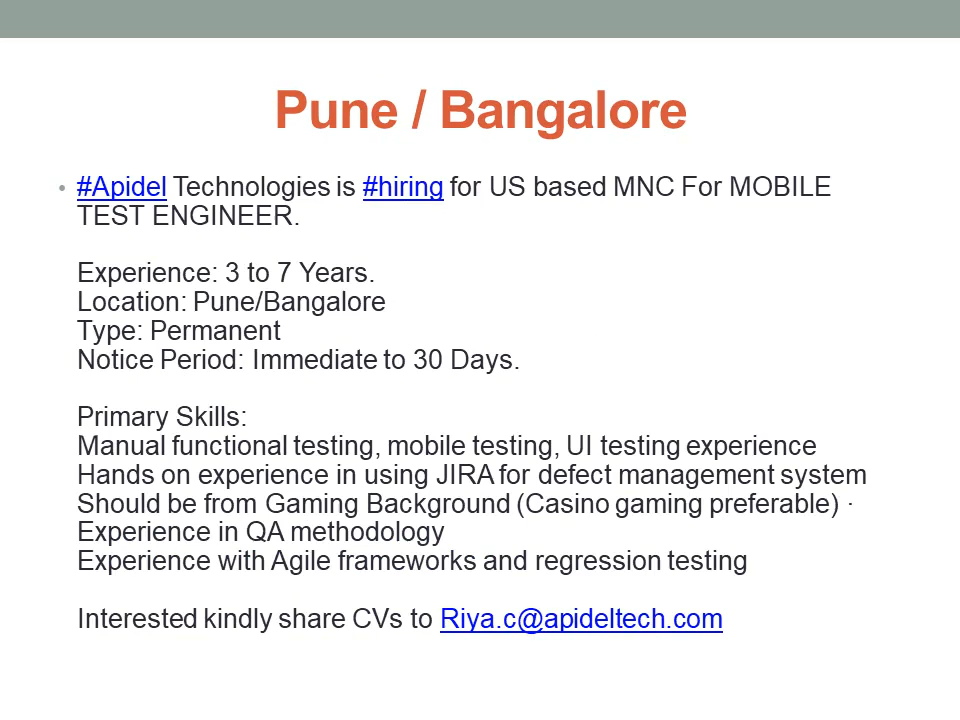 Pune / Bangalore
• #Apidel Technologies is #hiring for US based MNC For MOBILE
TEST ENGINEER.
Experience: 3 to 7 Years.
Location: Pune/Bangalore
Type: Permanent
Notice Period: Immediate to 30 Days.
Primary Skills:
Manual functional testing, mobile testing, UI testing experience
Hands on experience in using JIRA for defect management system
Should be from Gaming Background (Casino gaming preferable) ·
Experience in QA methodology
Experience with Agile frameworks and regression testing
Interested kindly share CVs to Riya.c@apideltech.com